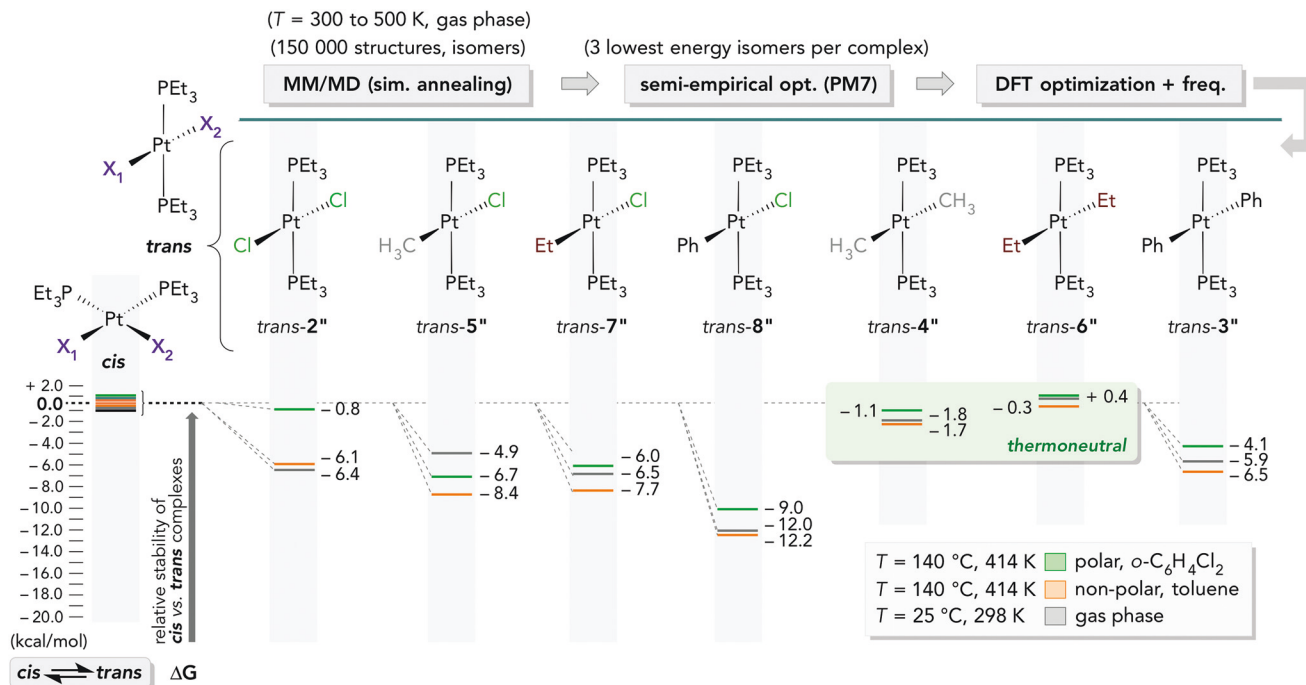 (T = 300 to 500 K, gas phase)
(150 000 structures, isomers)
(3 lowest energy isomers per complex)
MM/MD (sim. annealing)
semi-empirical opt. (PM7)
DFT optimization + freq.
PEt3
X2
Pt
X1
PEt3
trans
Et3P
PEt3
Pt
X1
X2
cis
PEt3
Cl
Pt
Cl
PEt3
trans-2"
PEt3
Cl
Pt
H3C
PEt3
trans-5"
PEt3
Cl
Pt
Et
PEt3
trans-7"
PEt3
Cl
Pt
Ph
PEt3
trans-8"
PEt3
CH3
Pt
H3C
PEt3
trans-4"
PEt3
Et
Pt
Et
PEt3
trans-6"
PEt3
Ph
Pt
Ph
PEt3
trans-3"
+ 2.0
0.0
- 2.0
- 4.0
- 6.0
- 8.0
- 10.0
- 12.0
- 14.0
- 16.0
- 18.0
- 20.0
(kcal/mol)
cis ⇌ trans
relative stability of
cis vs. trans complexes
ΔG
- 0.8
- 6.1
- 6.4
- 4.9
- 6.7
- 8.4
- 6.0
- 6.5
- 7.7
- 9.0
- 12.0
- 12.2
- 1.1
- 1.8
- 1.7
+ 0.4
- 0.3
thermoneutral
- 4.1
- 5.9
- 6.5
T = 140 °C, 414 K polar, o-C6H4Cl2
T = 140 °C, 414 K non-polar, toluene
T = 25 °C, 298 K gas phase